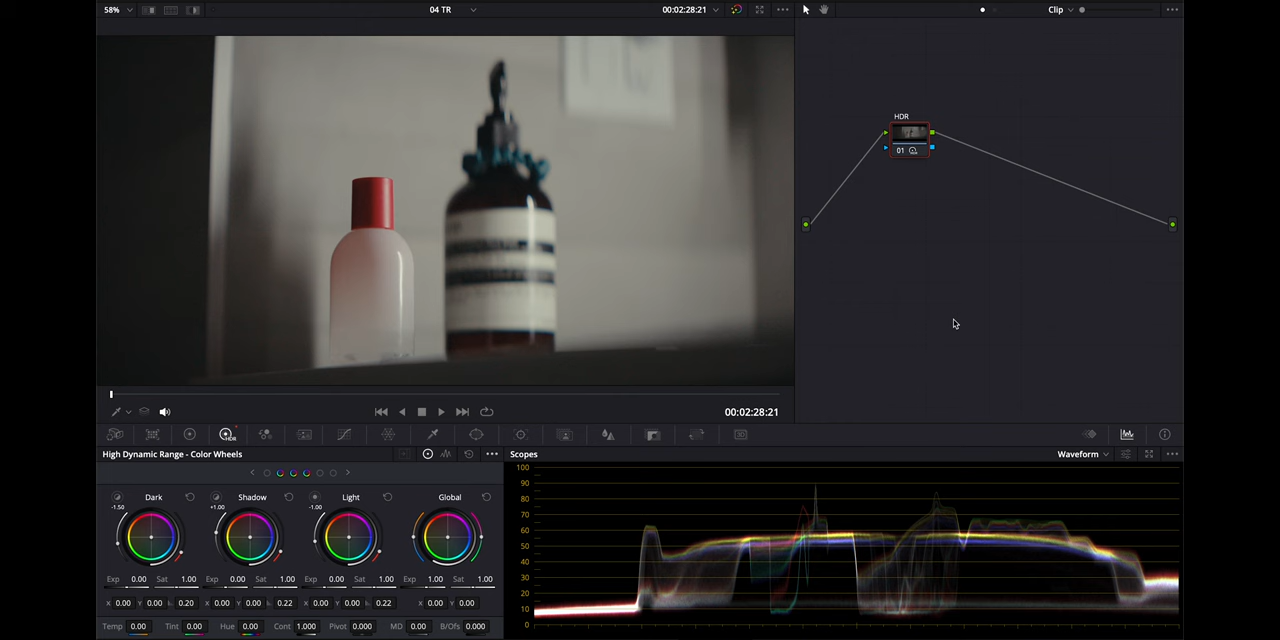 58%
04 TR
00:02:28:21
Clip
HDR
01
00:02:28:21
HDR
3D
High Dynamic Range - Color Wheels
Scopes
Waveform
Dark
Shadow
Light
Global
-1.50
+1.00
-1.00
Exp 0.00 Sat 1.00
Exp 0.00 Sat 1.00
Exp 0.00 Sat 1.00
Exp 1.00 Sat 1.00
X 0.00 Y 0.00 0.20
X 0.00 Y 0.00 0.22
X 0.00 Y 0.00 0.22
X 0.00 Y 0.00
Temp 0.00 Tint 0.00 Hue 0.00 Cont 1.000 Pivot 0.000 MD 0.00 B/Ofs 0.000
100
90
80
70
60
50
40
30
20
10
0